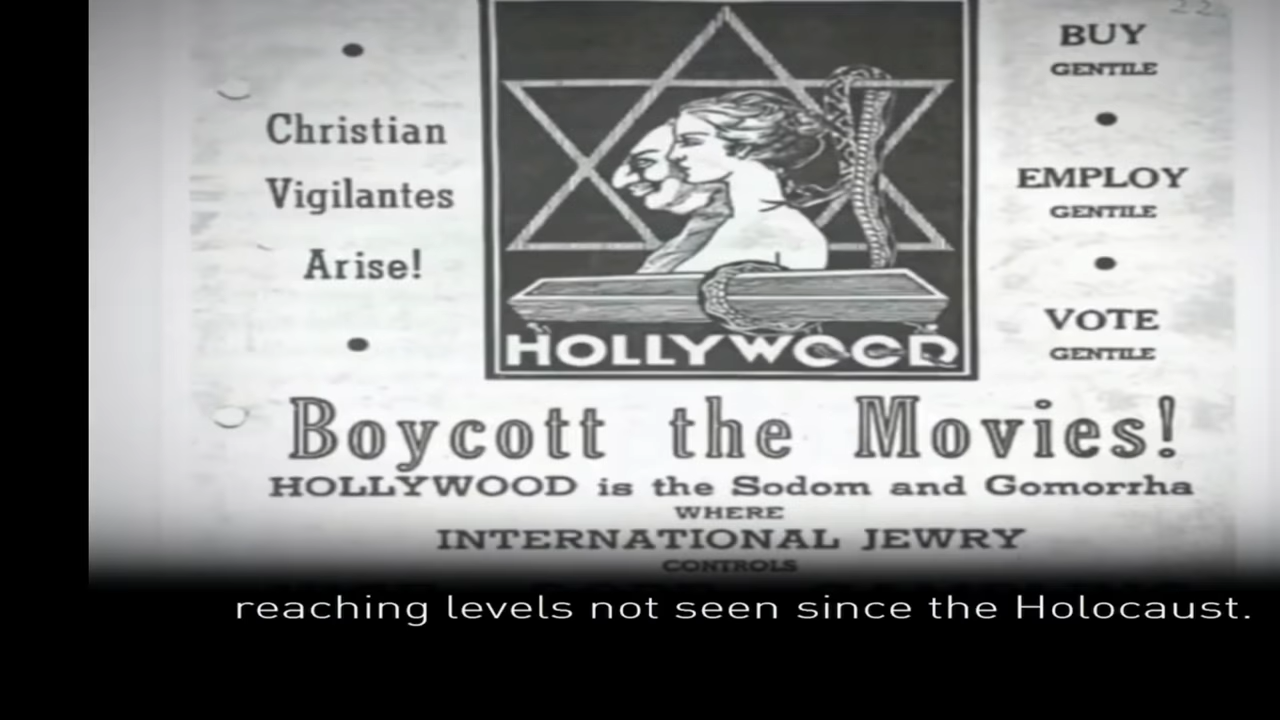 Christian
Vigilantes
Arise!
HOLLYWOOD
BUY
GENTILE
EMPLOY
GENTILE
VOTE
GENTILE
Boycott the Movies!
HOLLYWOOD is the Sodom and Gomorrha
WHERE
INTERNATIONAL JEWRY
CONTROLS
reaching levels not seen since the Holocaust.